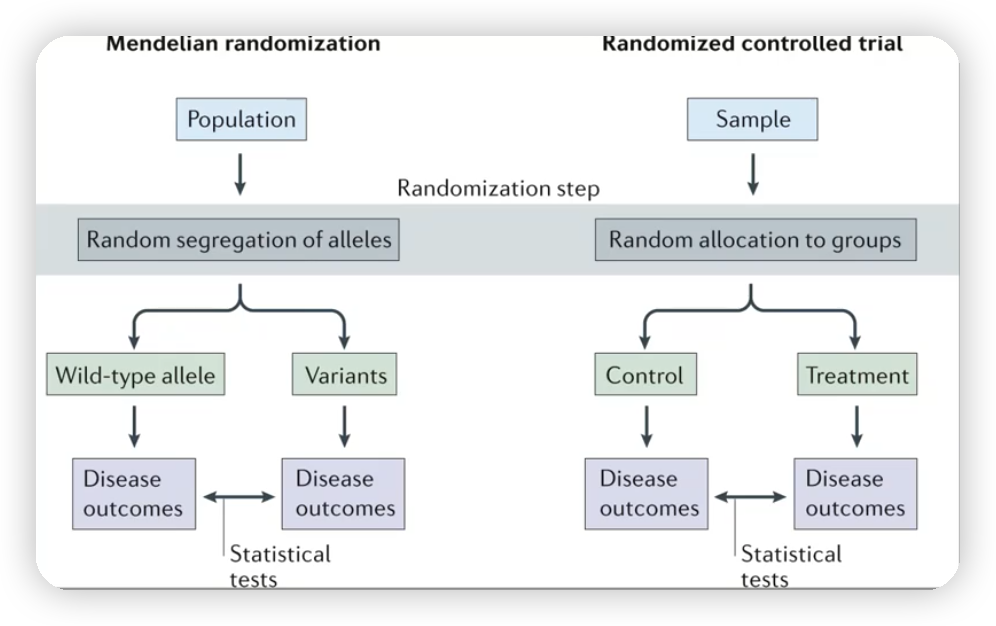 Mendelian randomization
Randomized controlled trial
Population
Sample
Randomization step
Random segregation of alleles
Random allocation to groups
Wild-type allele
Variants
Control
Treatment
Disease
outcomes
Disease
outcomes
Disease
outcomes
Disease
outcomes
Statistical
tests
Statistical
tests